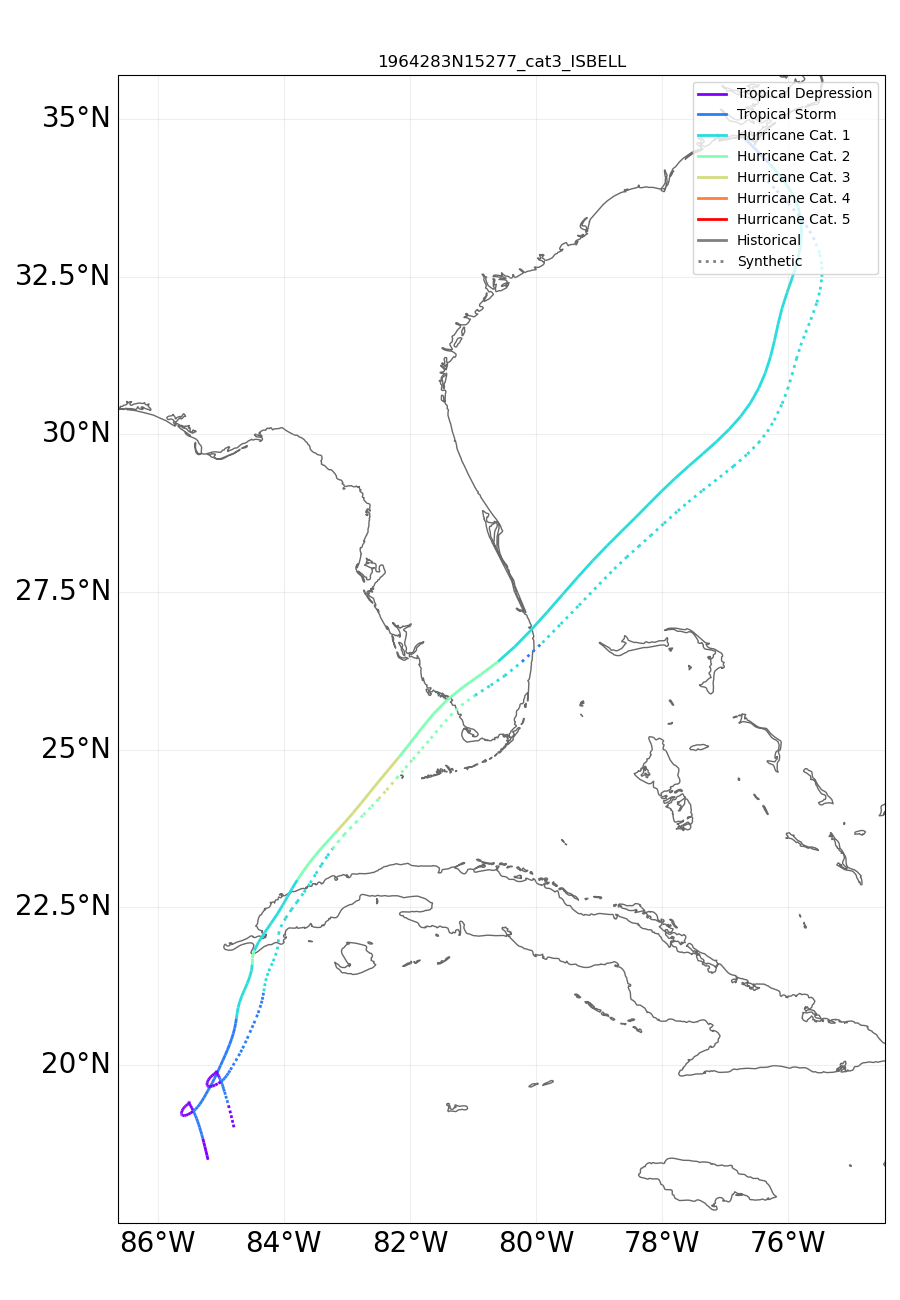 1964283N15277_cat3_ISBELL
35°N
32.5°N
30°N
27.5°N
25°N
22.5°N
20°N
Tropical Depression
Tropical Storm
Hurricane Cat. 1
Hurricane Cat. 2
Hurricane Cat. 3
Hurricane Cat. 4
Hurricane Cat. 5
Historical
Synthetic
86°W 84°W 82°W 80°W 78°W 76°W